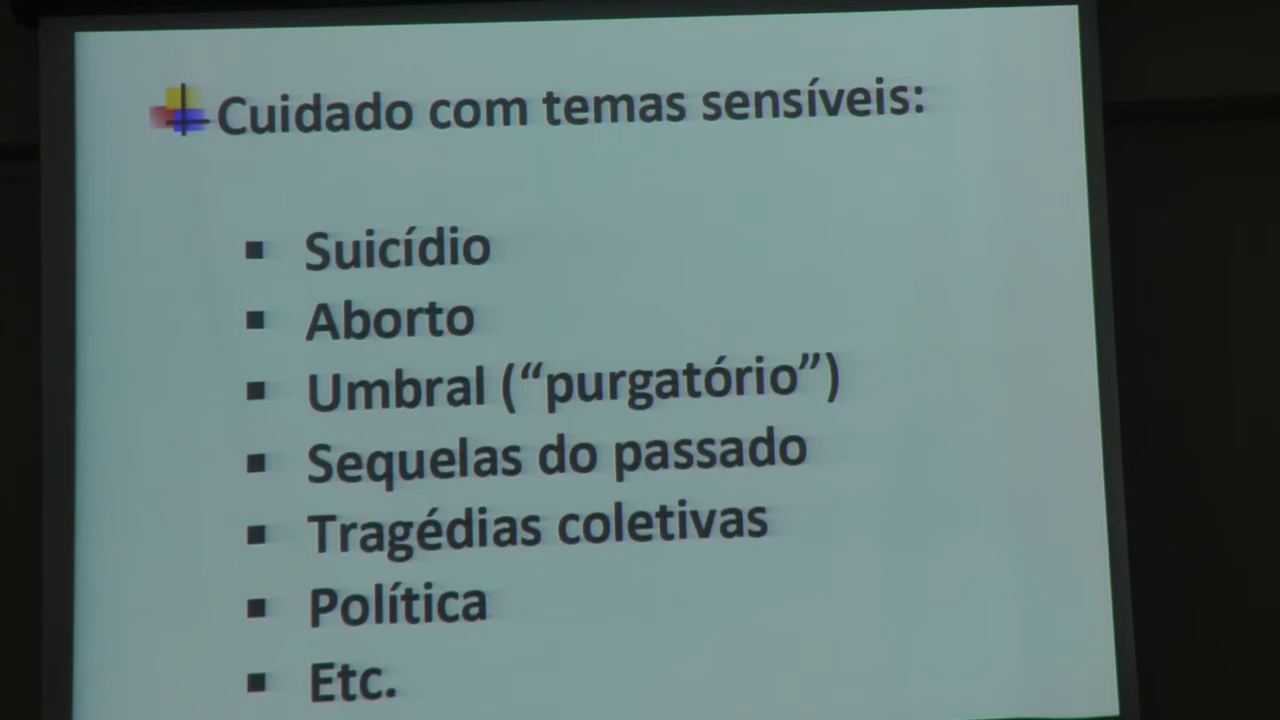 Cuidado com temas sensíveis:
Suicídio
Aborto
Umbral (“purgatório”)
Sequelas do passado
Tragédias coletivas
Política
Etc.